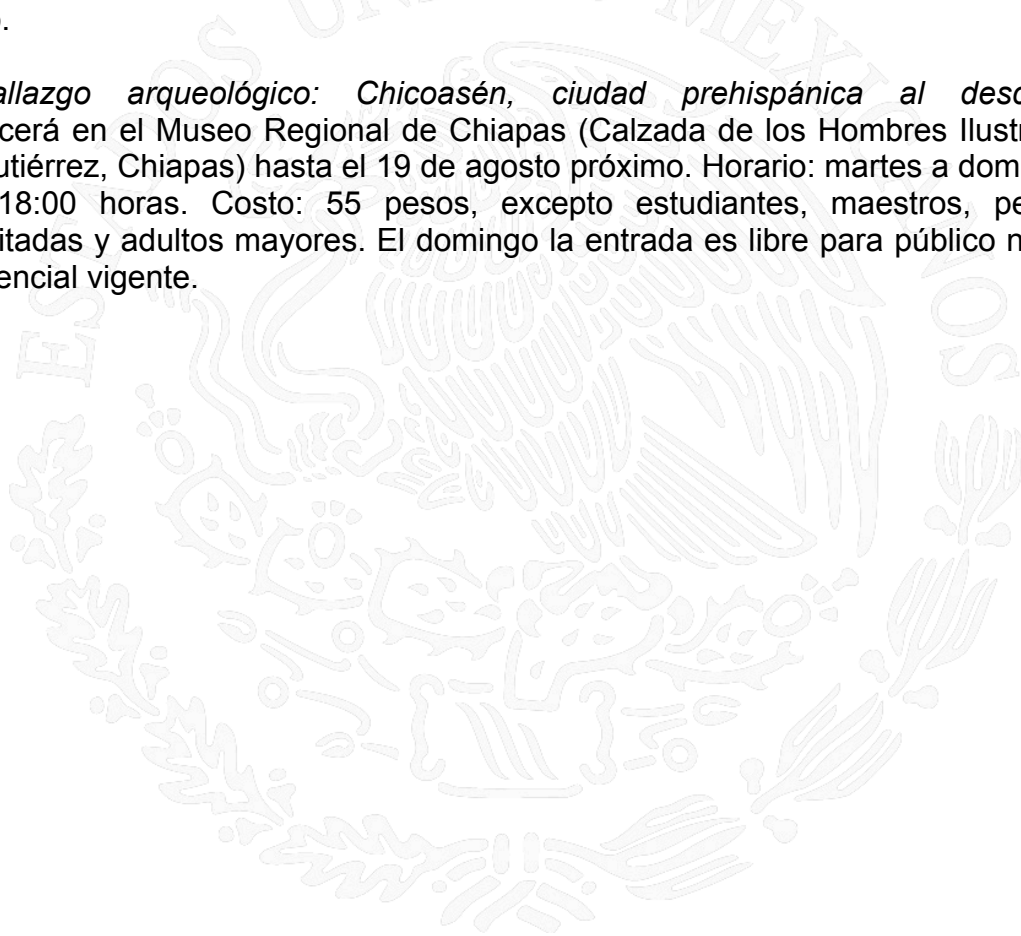 o.
allazgo arqueológico: Chicoasén, ciudad prehispánica al desc
cerá en el Museo Regional de Chiapas (Calzada de los Hombres Ilustr
utiérrez, Chiapas) hasta el 19 de agosto próximo. Horario: martes a dom
18:00 horas. Costo: 55 pesos, excepto estudiantes, maestros, pe
itadas y adultos mayores. El domingo la entrada es libre para público n
encial vigente.